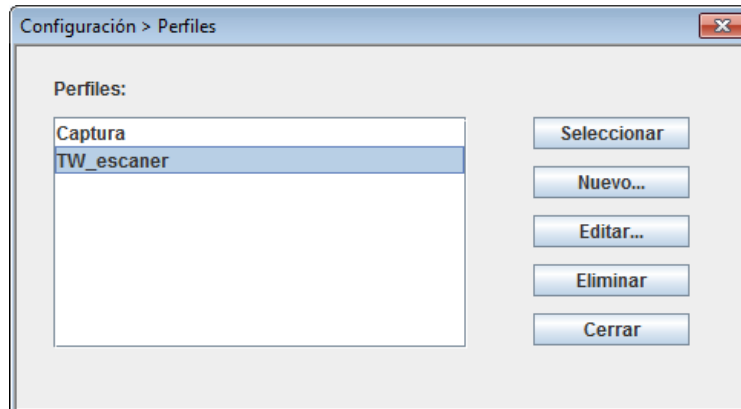 Configuración > Perfiles
Perfiles:
Captura
TW_escaner
Seleccionar
Nuevo...
Editar...
Eliminar
Cerrar